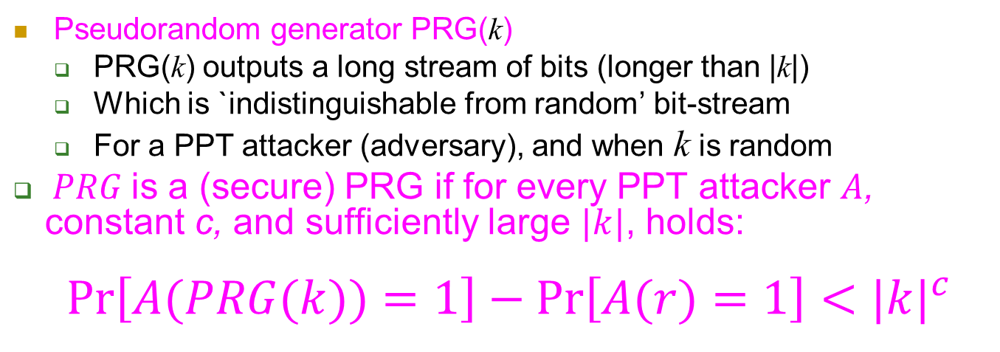 Pseudorandom generator PRG(k)
PRG(k) outputs a long stream of bits (longer than |k|)
Which is `indistinguishable from random’ bit-stream
For a PPT attacker (adversary), and when k is random
PRG is a (secure) PRG if for every PPT attacker A,
constant c, and sufficiently large |k|, holds:
Pr[A(PRG(k)) = 1] − Pr[A(r) = 1] < |k|^c